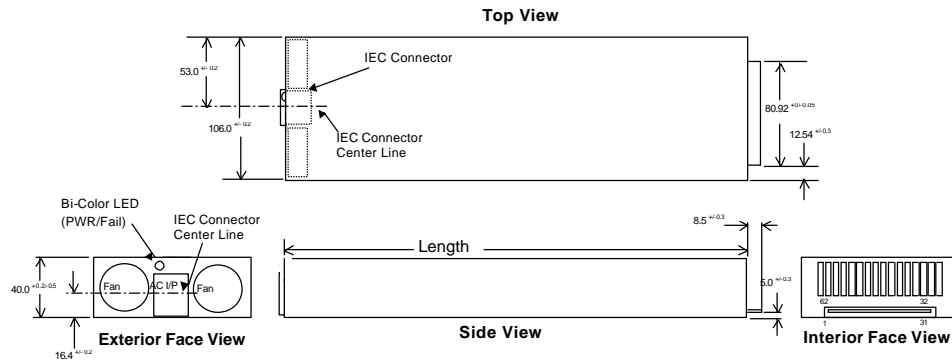 Top View
IEC Connector
53.0 +/- 0.2
106.0 +/- 0.2
IEC Connector
Center Line
80.92 +0/-0.05
12.54 +/-0.3
Bi-Color LED
(PWR/Fail)
IEC Connector
Center Line
8.5 +/-0.3
Length
40.0 +0.2/-0.5
Fan
AC I/P
Fan
5.0 +/-0.3
62
32
1
31
Exterior Face View
Side View
Interior Face View
16.4 +/-0.2